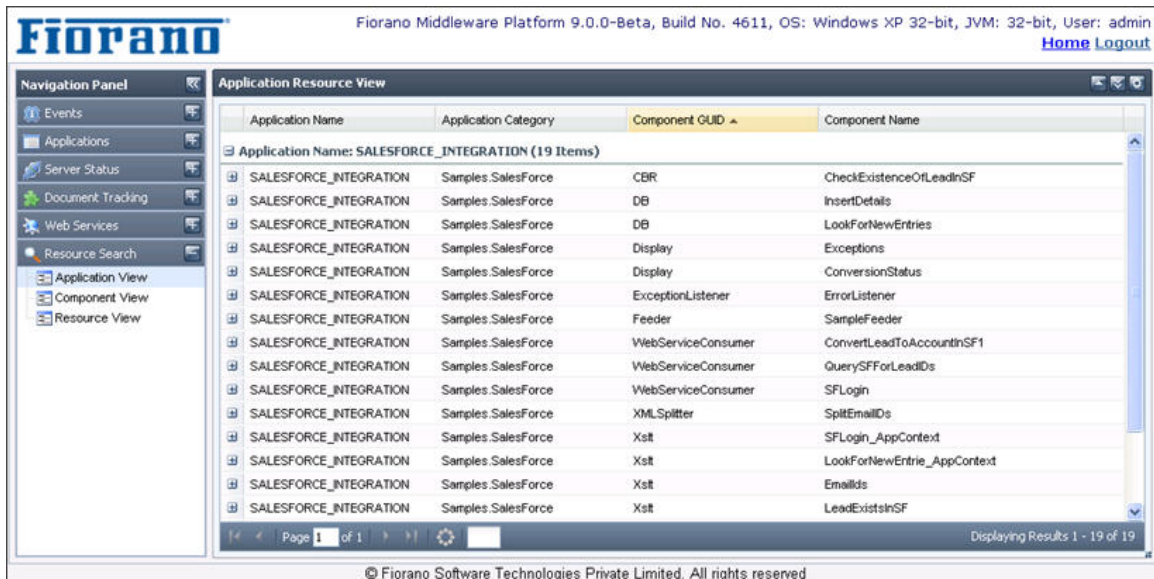 Fiorano
Fiorano Middleware Platform 9.0.0-Beta, Build No. 4611, OS: Windows XP 32-bit, JVM: 32-bit, User: admin
Home Logout
Navigation Panel
Events
Applications
Server Status
Document Tracking
Web Services
Resource Search
Application View
Component View
Resource View
Application Resource View
Application Name Application Category Component GUID Component Name
Application Name: SALESFORCE_INTEGRATION (19 Items)
SALESFORCE_INTEGRATION Samples.SalesForce CBR CheckExistenceOfLeadInSF
SALESFORCE_INTEGRATION Samples.SalesForce DB InsertDetails
SALESFORCE_INTEGRATION Samples.SalesForce DB LookForNewEntries
SALESFORCE_INTEGRATION Samples.SalesForce Display Exceptions
SALESFORCE_INTEGRATION Samples.SalesForce Display ConversionStatus
SALESFORCE_INTEGRATION Samples.SalesForce ExceptionListener ErrorListener
SALESFORCE_INTEGRATION Samples.SalesForce Feeder SampleFeeder
SALESFORCE_INTEGRATION Samples.SalesForce WebServiceConsumer ConvertLeadToAccountInSF1
SALESFORCE_INTEGRATION Samples.SalesForce WebServiceConsumer QuerySFForLeadIDs
SALESFORCE_INTEGRATION Samples.SalesForce WebServiceConsumer SFLogin
SALESFORCE_INTEGRATION Samples.SalesForce XMLSplitter SplitEmailIDs
SALESFORCE_INTEGRATION Samples.SalesForce Xslt SFLogin_AppContext
SALESFORCE_INTEGRATION Samples.SalesForce Xslt LookForNewEntrie_AppContext
SALESFORCE_INTEGRATION Samples.SalesForce Xslt EmailIds
SALESFORCE_INTEGRATION Samples.SalesForce Xslt LeadExistsInSF
Page 1 of 1 Displaying Results 1 - 19 of 19
© Fiorano Software Technologies Private Limited. All rights reserved